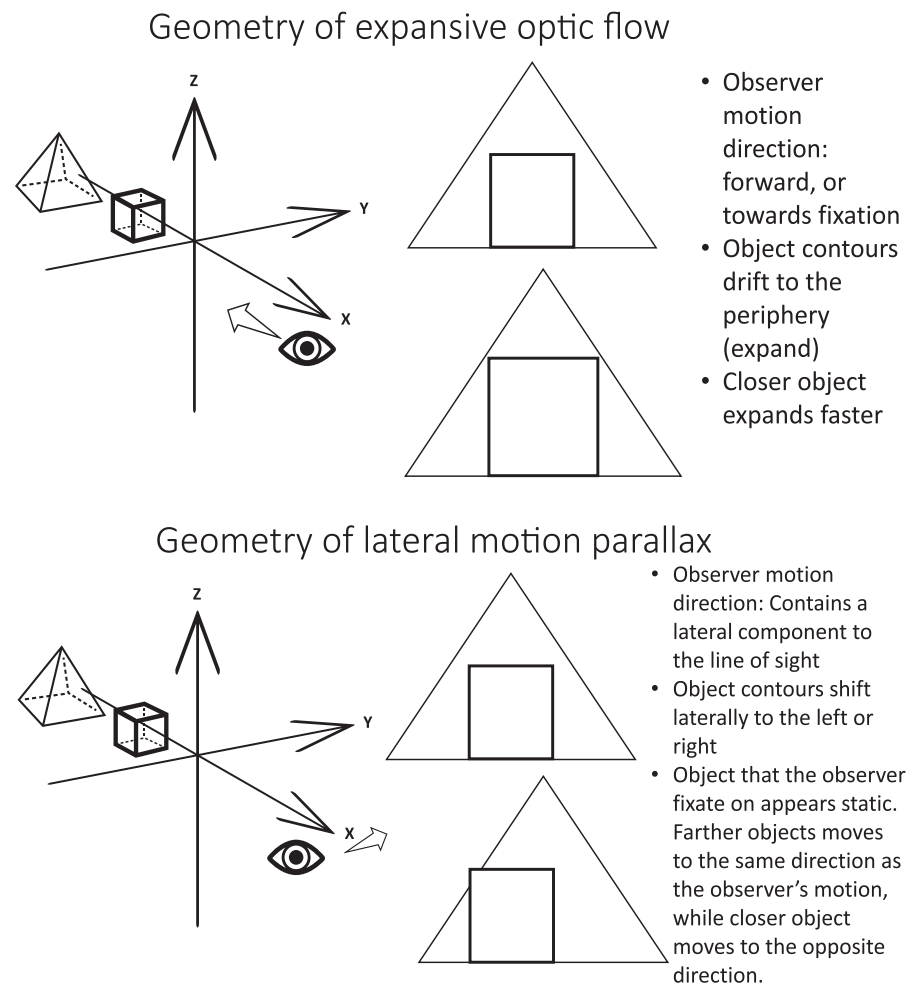 Geometry of expansive optic flow
Z
Y
X
• Observer
motion
direction:
forward, or
towards fixation
• Object contours
drift to the
periphery
(expand)
• Closer object
expands faster
Geometry of lateral motion parallax
Z
Y
X
• Observer motion
direction: Contains a
lateral component to
the line of sight
• Object contours shift
laterally to the left or
right
• Object that the observer
fixate on appears static.
Farther objects moves
to the same direction as
the observer’s motion,
while closer object
moves to the opposite
direction.